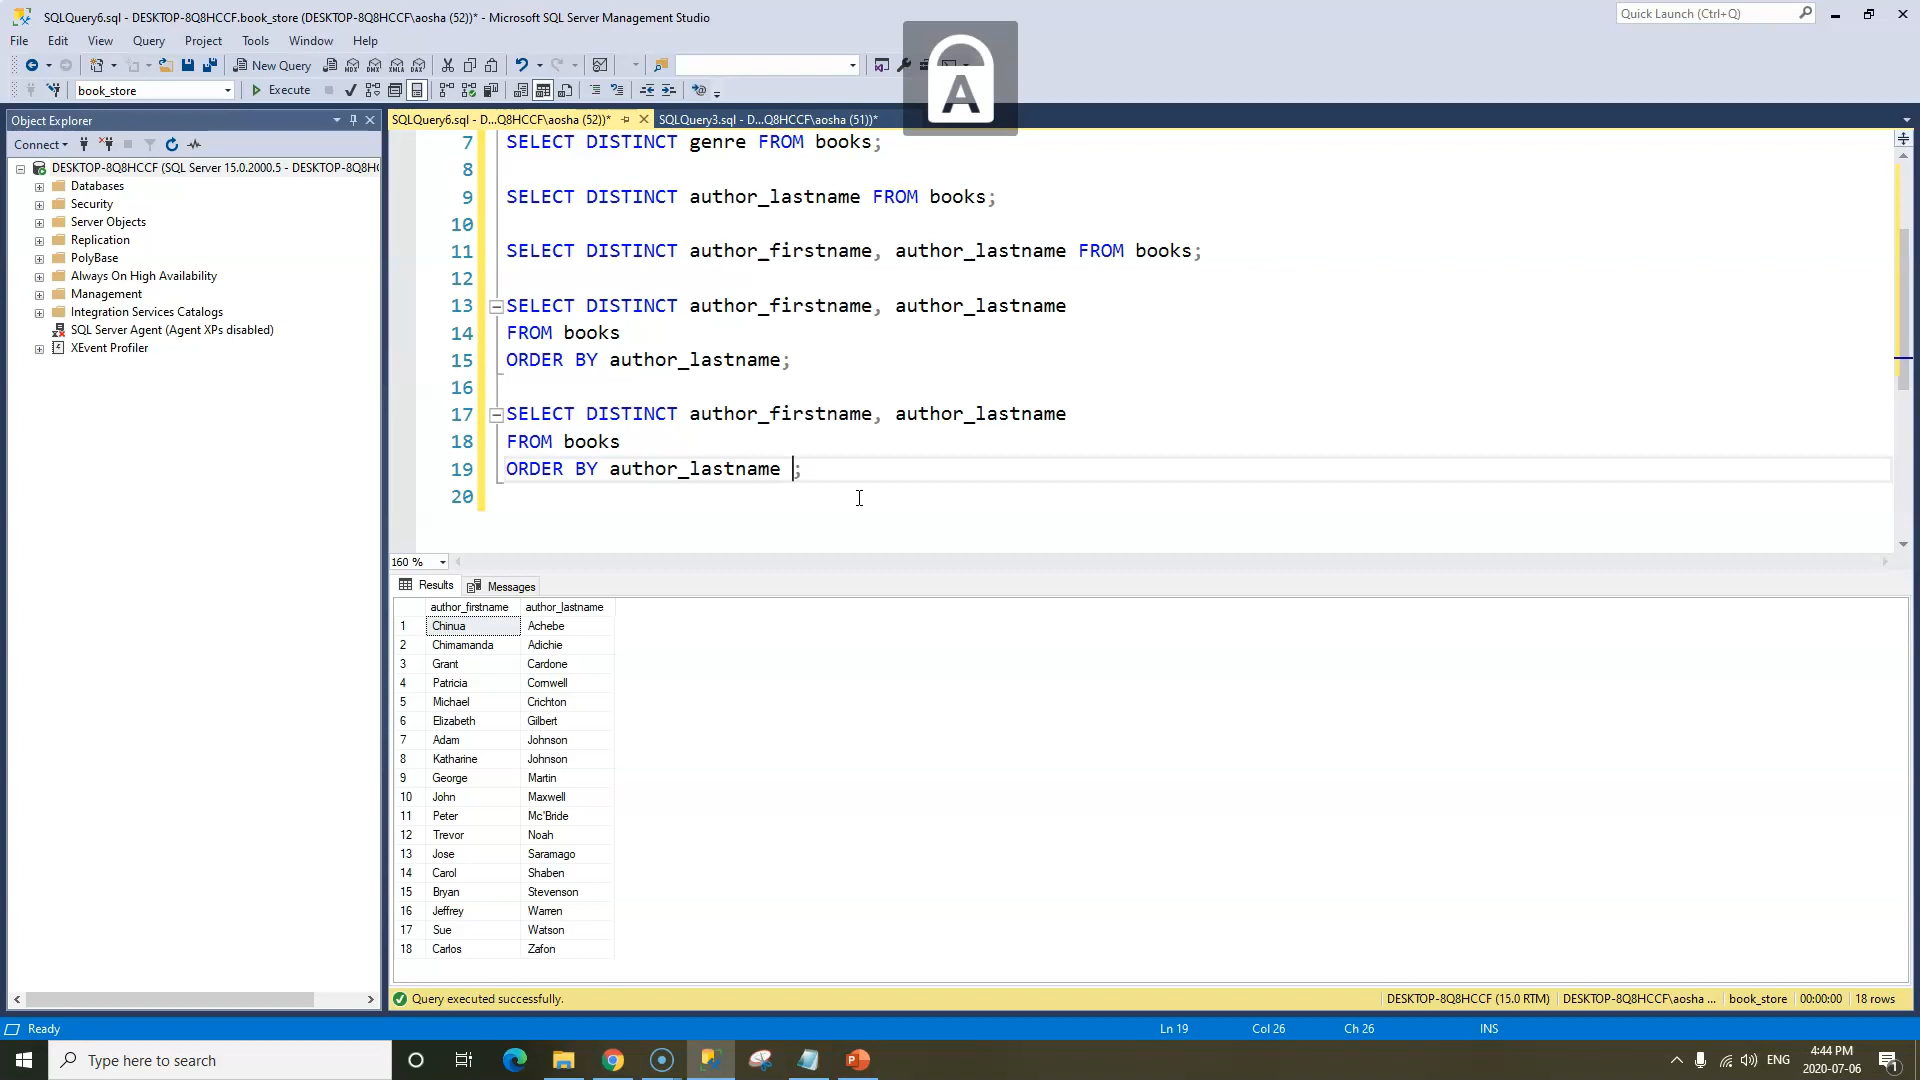 SQLQuery6.sql - DESKTOP-8Q8HCCF.book_store (DESKTOP-8Q8HCCF\aosha (52))* - Microsoft SQL Server Management Studio
Quick Launch (Ctrl+Q)
File Edit View Query Project Tools Window Help
New Query
book_store
Execute
A
Object Explorer
SQLQuery6.sql - D...Q8HCCF\aosha (52))*
SQLQuery3.sql - D...Q8HCCF\aosha (51))*
Connect
DESKTOP-8Q8HCCF (SQL Server 15.0.2000.5 - DESKTOP-8Q8H
Databases
Security
Server Objects
Replication
PolyBase
Always On High Availability
Management
Integration Services Catalogs
SQL Server Agent (Agent XPs disabled)
XEvent Profiler
7 SELECT DISTINCT genre FROM books;
8
9 SELECT DISTINCT author_lastname FROM books;
10
11 SELECT DISTINCT author_firstname, author_lastname FROM books;
12
13 SELECT DISTINCT author_firstname, author_lastname
14 FROM books
15 ORDER BY author_lastname;
16
17 SELECT DISTINCT author_firstname, author_lastname
18 FROM books
19 ORDER BY author_lastname ;
20
160 %
Results Messages
author_firstname author_lastname
1 Chinua Achebe
2 Chimamanda Adichie
3 Grant Cardone
4 Patricia Cornwell
5 Michael Crichton
6 Elizabeth Gilbert
7 Adam Johnson
8 Katharine Johnson
9 George Martin
10 John Maxwell
11 Peter Mc'Bride
12 Trevor Noah
13 Jose Saramago
14 Carol Shaben
15 Bryan Stevenson
16 Jeffrey Warren
17 Sue Watson
18 Carlos Zafon
Query executed successfully.
DESKTOP-8Q8HCCF (15.0 RTM) DESKTOP-8Q8HCCF\aosha ... book_store 00:00:00 18 rows
Ready
Ln 19 Col 26 Ch 26 INS
Type here to search
ENG
4:44 PM
2020-07-06